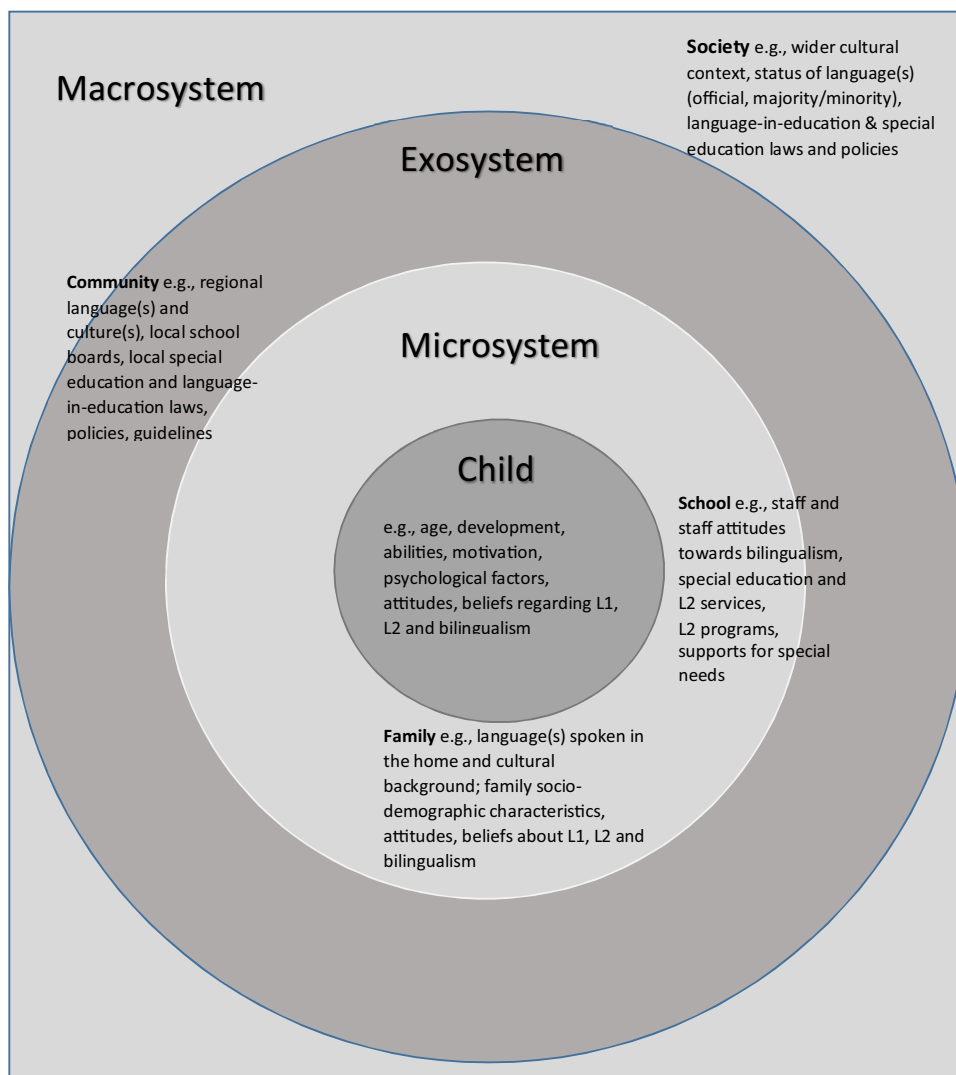 Macrosystem
Society e.g., wider cultural
context, status of language(s)
(official, majority/minority),
language-in-education & special
education laws and policies
Exosystem
Community e.g., regional
language(s) and
culture(s), local school
boards, local special
education and language-
in-education laws,
policies, guidelines
Microsystem
Child
e.g., age, development,
abilities, motivation,
psychological factors,
attitudes, beliefs regarding L1,
L2 and bilingualism
School e.g., staff and
staff attitudes
towards bilingualism,
special education and
L2 services,
L2 programs,
supports for special
needs
Family e.g., language(s) spoken in
the home and cultural
background; family socio-
demographic characteristics,
attitudes, beliefs about L1, L2 and
bilingualism